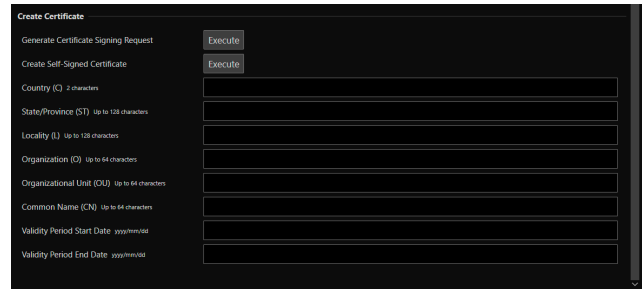 Create Certificate
Generate Certificate Signing Request Execute
Create Self-Signed Certificate Execute
Country (C) 2 characters
State/Province (ST) Up to 128 characters
Locality (L) Up to 128 characters
Organization (O) Up to 64 characters
Organizational Unit (OU) Up to 64 characters
Common Name (CN) Up to 64 characters
Validity Period Start Date yyyy/mm/dd
Validity Period End Date yyyy/mm/dd